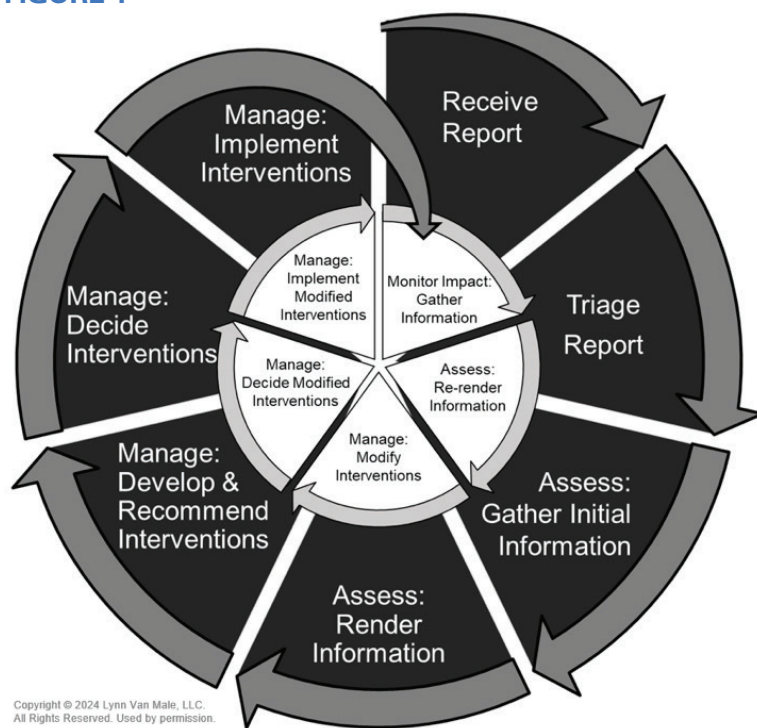 Receive
Report
Triage
Report
Assess:
Gather Initial
Information
Assess:
Render
Information
Manage:
Develop &
Recommend
Interventions
Manage:
Decide
Interventions
Manage:
Implement
Interventions
Monitor Impact:
Gather
Information
Assess:
Re-render
Information
Manage:
Modify
Interventions
Manage:
Decide Modified
Interventions
Manage:
Implement
Modified
Interventions
Copyright © 2024 Lynn Van Male, LLC.
All Rights Reserved. Used by permission.